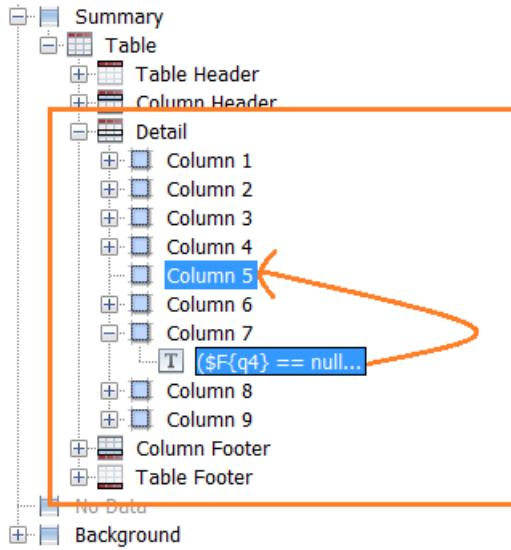 Summary
Table
Table Header
Column Header
Detail
Column 1
Column 2
Column 3
Column 4
Column 5
Column 6
Column 7
T ($F{q4} == null...
Column 8
Column 9
Column Footer
Table Footer
No Data
Background